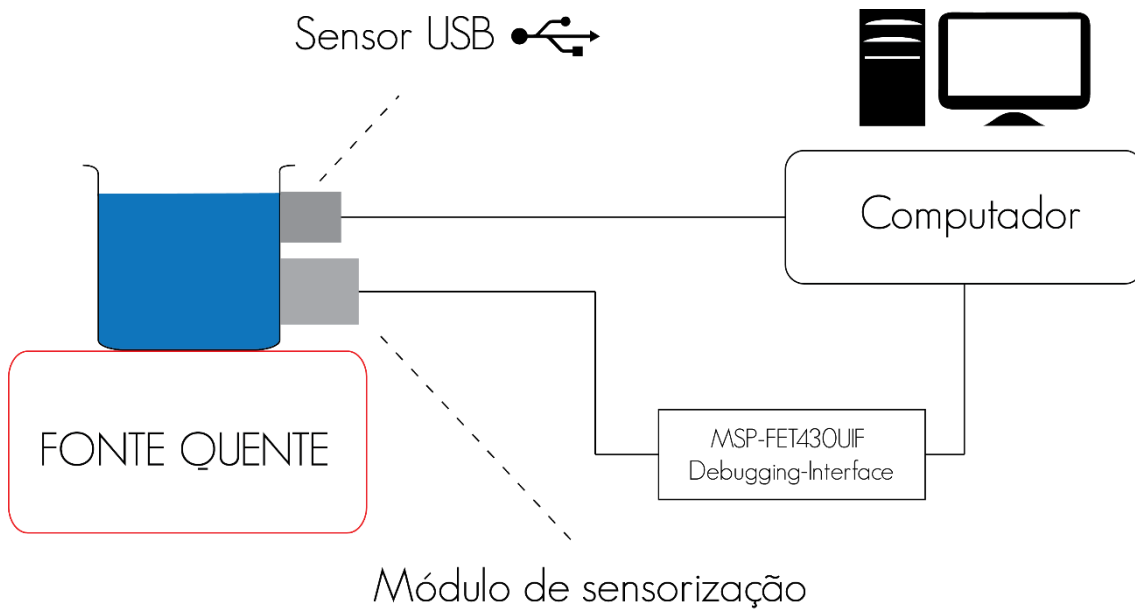 Sensor USB
Computador
FONTE QUENTE
MSP-FET430UIF
Debugging-Interface
Módulo de sensorização